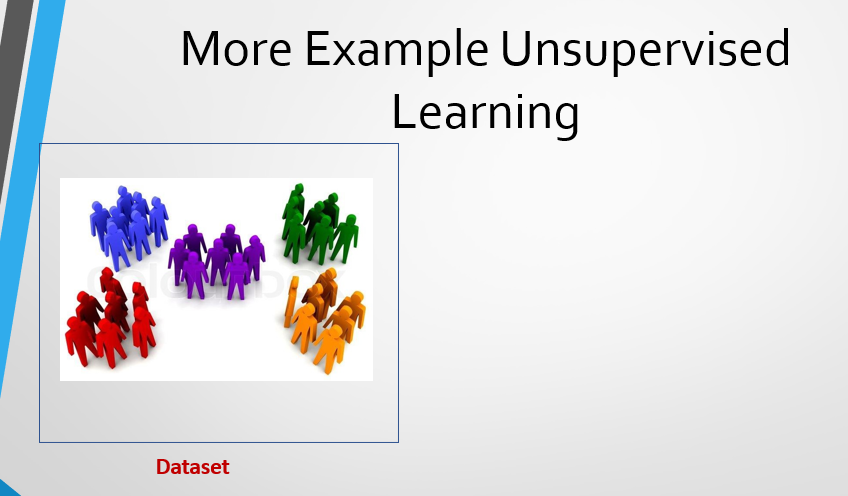 More Example Unsupervised
Learning
Dataset